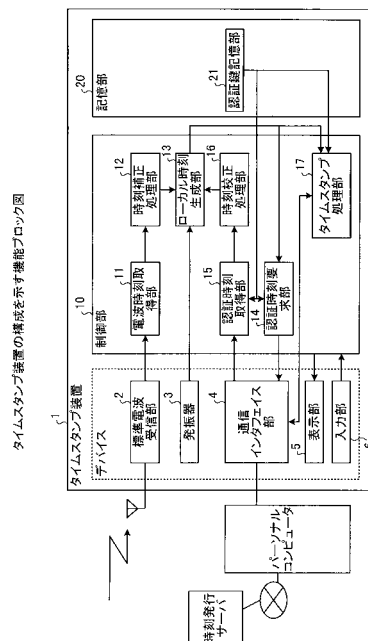 タイムスタンプ装置の構成を示す機能ブロック図
1
タイムスタンプ装置
デバイス
2
標準電波
受信部
3
発振器
4
通信
インタフェイス
部
5
表示部
6
入力部
10
制御部
11
電波時刻取
得部
12
時刻補正
処理部
13
ローカル時刻
生成部
15
認証時刻
取得部
16
時刻校正
処理部
14
認証時刻要
求部
17
タイムスタンプ
処理部
20
記憶部
21
認証鍵記憶部
パーソナル
コンピュータ
時刻発行
サーバ